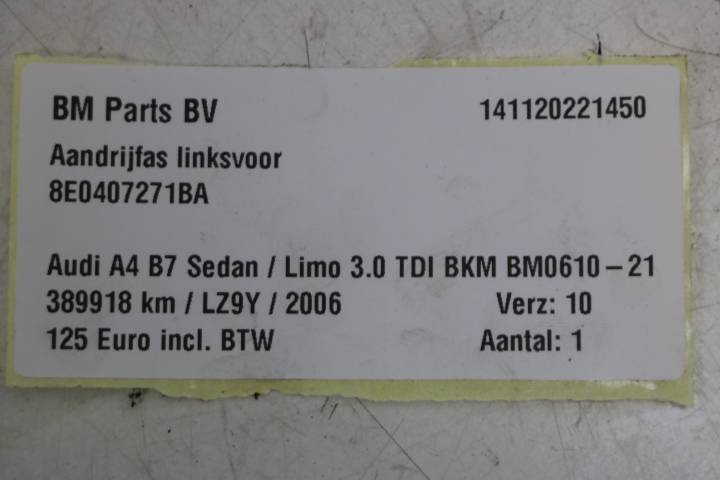 BM Parts BV 141120221450
Aandrijfas linksvoor
8E0407271BA
Audi A4 B7 Sedan / Limo 3.0 TDI BKM BM0610-21
389918 km / LZ9Y / 2006 Verz: 10
125 Euro incl. BTW Aantal: 1